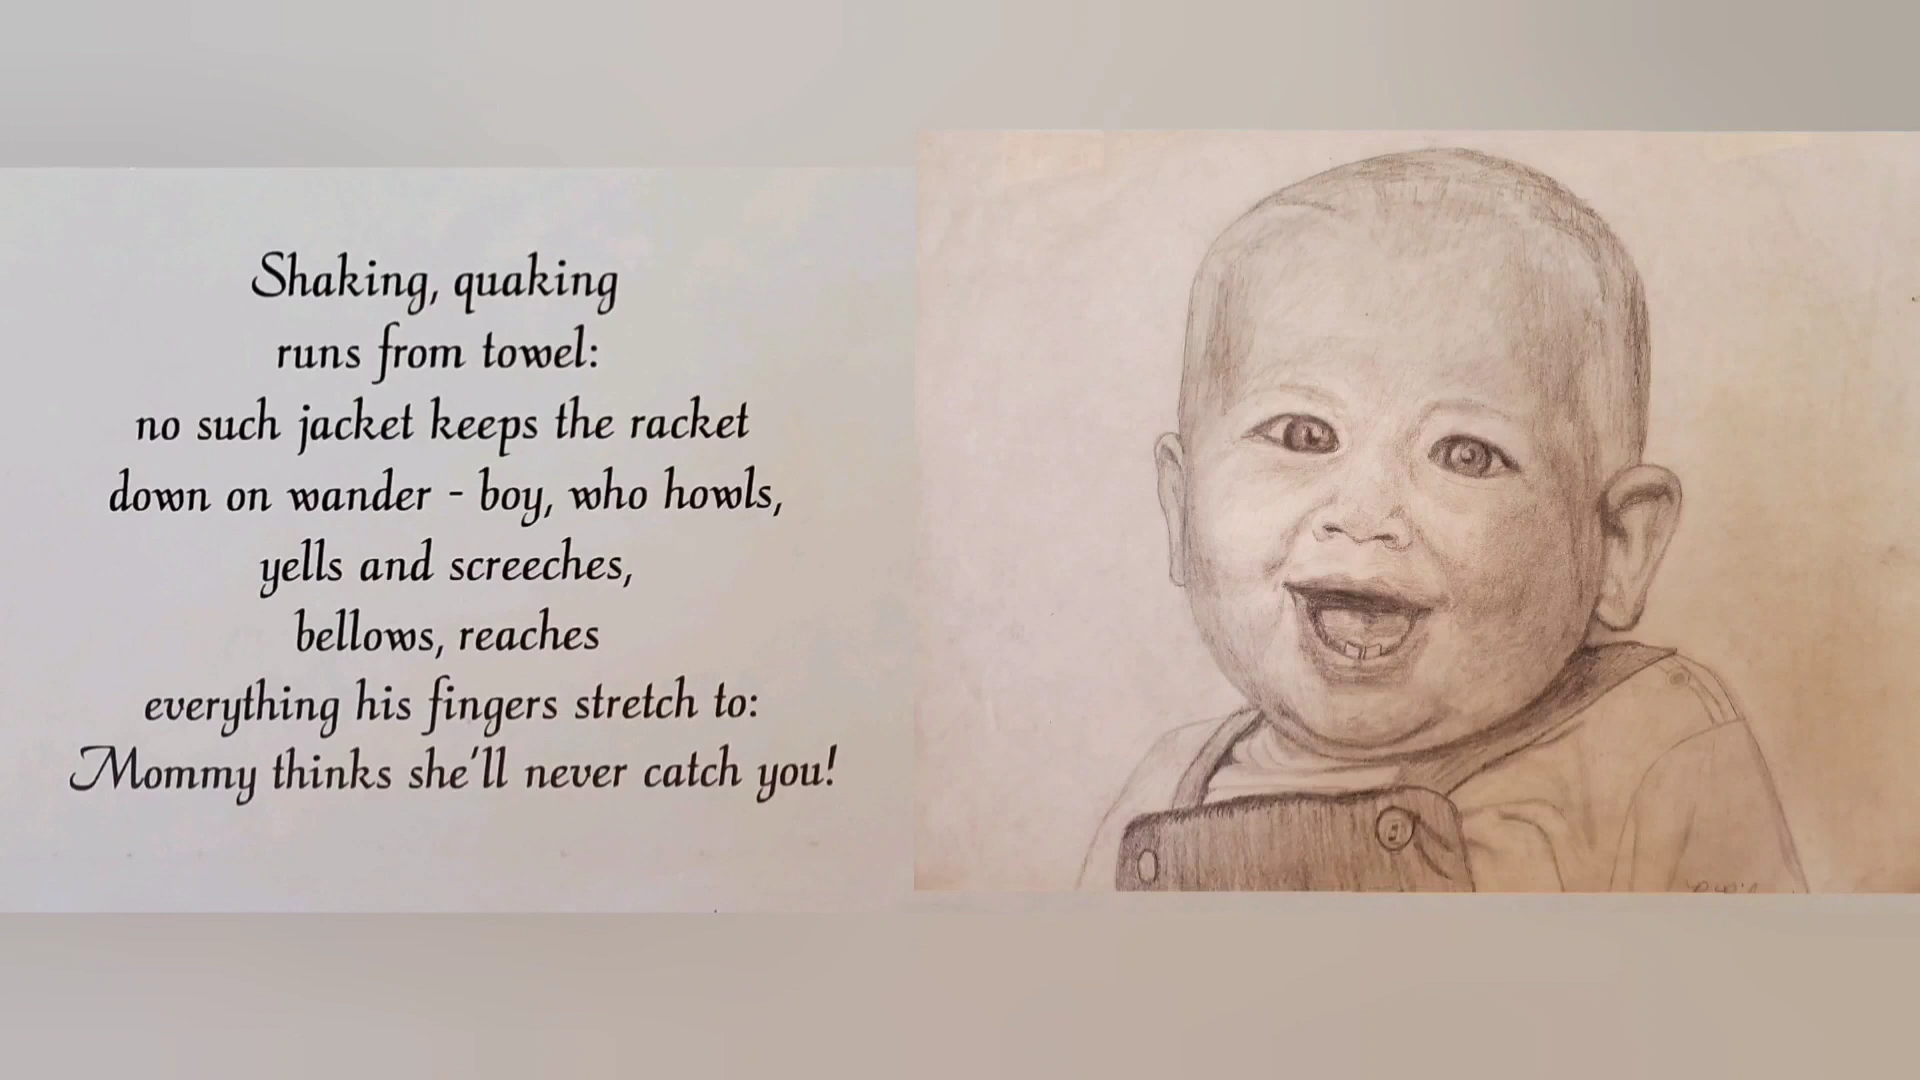 Shaking, quaking
runs from towel:
no such jacket keeps the racket
down on wander - boy, who howls,
yells and screeches,
bellows, reaches
everything his fingers stretch to:
Mommy thinks she'll never catch you!